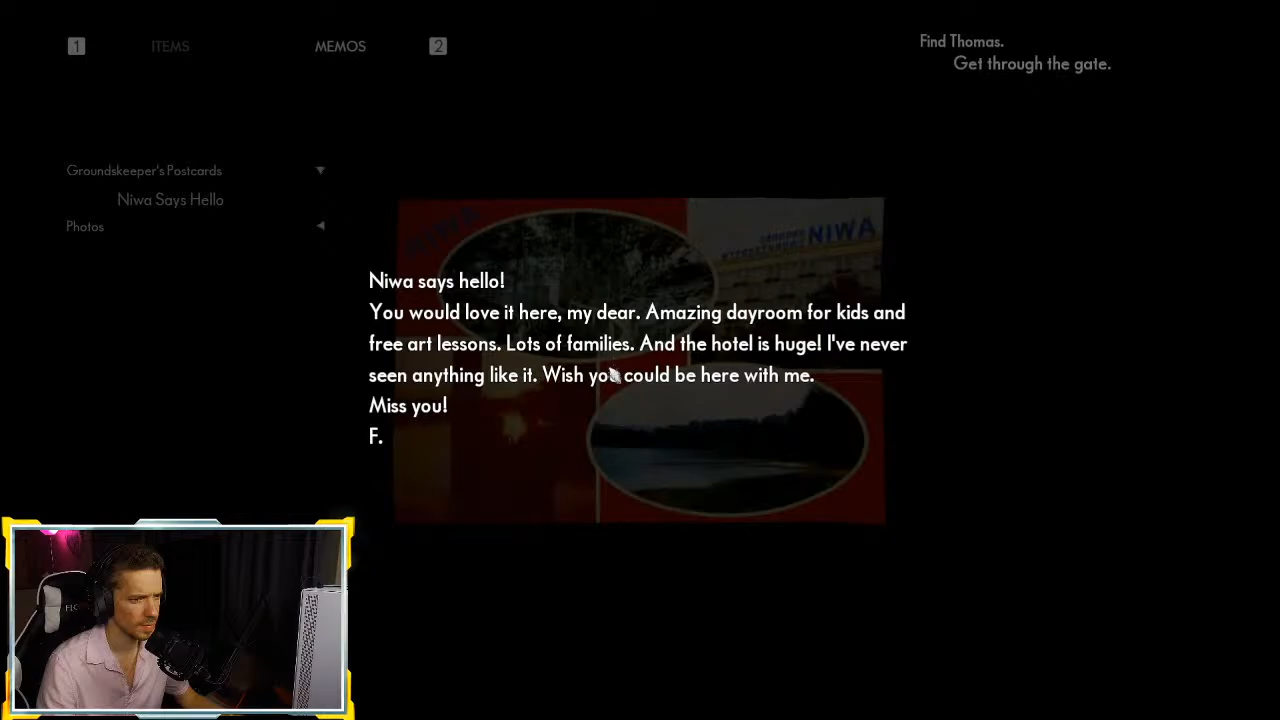 1 ITEMS MEMOS 2
Find Thomas.
Get through the gate.
Groundskeeper's Postcards
Niwa Says Hello
Photos
NIWA
NIWA
Niwa says hello!
You would love it here, my dear. Amazing dayroom for kids and
free art lessons. Lots of families. And the hotel is huge! I've never
seen anything like it. Wish you could be here with me.
Miss you!
F.